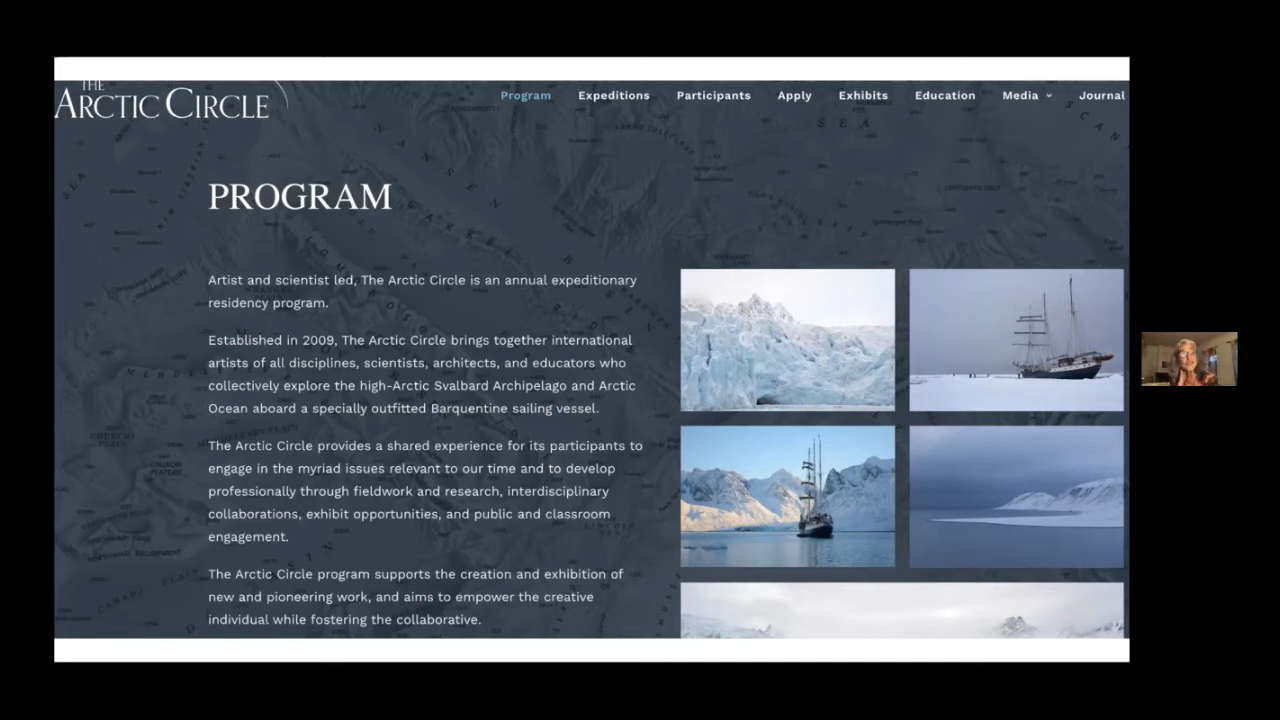 THE
ARCTIC CIRCLE
Program Expeditions Participants Apply Exhibits Education Media Journal
PROGRAM
Artist and scientist led, The Arctic Circle is an annual expeditionary
residency program.
Established in 2009, The Arctic Circle brings together international
artists of all disciplines, scientists, architects, and educators who
collectively explore the high-Arctic Svalbard Archipelago and Arctic
Ocean aboard a specially outfitted Barquentine sailing vessel.
The Arctic Circle provides a shared experience for its participants to
engage in the myriad issues relevant to our time and to develop
professionally through fieldwork and research, interdisciplinary
collaborations, exhibit opportunities, and public and classroom
engagement.
The Arctic Circle program supports the creation and exhibition of
new and pioneering work, and aims to empower the creative
individual while fostering the collaborative.